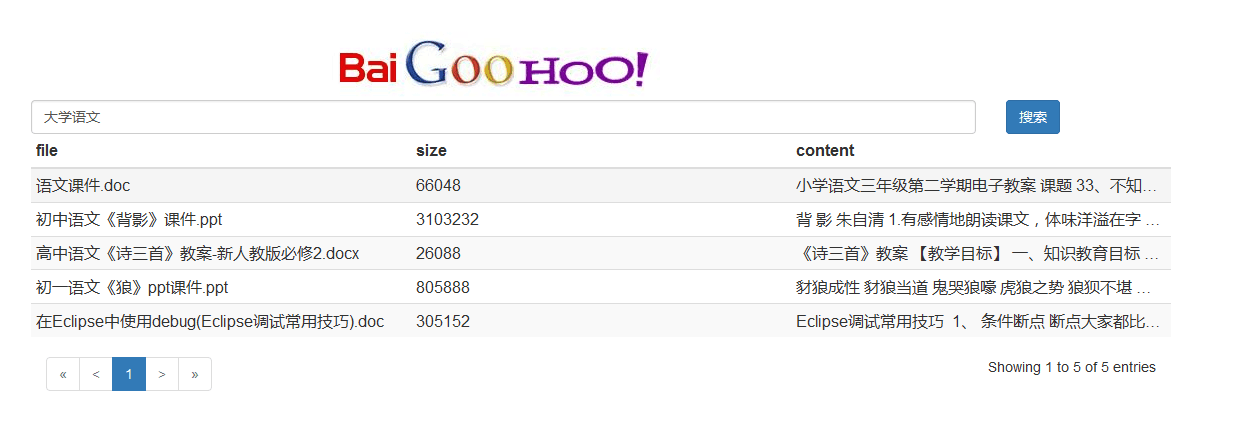 Bai GooHoo!
大学语文 搜索
file size content
语文课件.doc 66048 小学语文三年级第二学期电子教案 课题 33、不知…
初中语文《背影》课件.ppt 3103232 背 影 朱自清 1.有感情地朗读课文，体味洋溢在字 …
高中语文《诗三首》教案-新人教版必修2.docx 26088 《诗三首》教案 【教学目标】 一、知识教育目标 …
初一语文《狼》ppt课件.ppt 805888 豺狼成性 豺狼当道 鬼哭狼嚎 虎狼之势 狼狈不堪 …
在Eclipse中使用debug(Eclipse调试常用技巧).doc 305152 Eclipse调试常用技巧 1、 条件断点 断点大家都比…
« < 1 > » Showing 1 to 5 of 5 entries